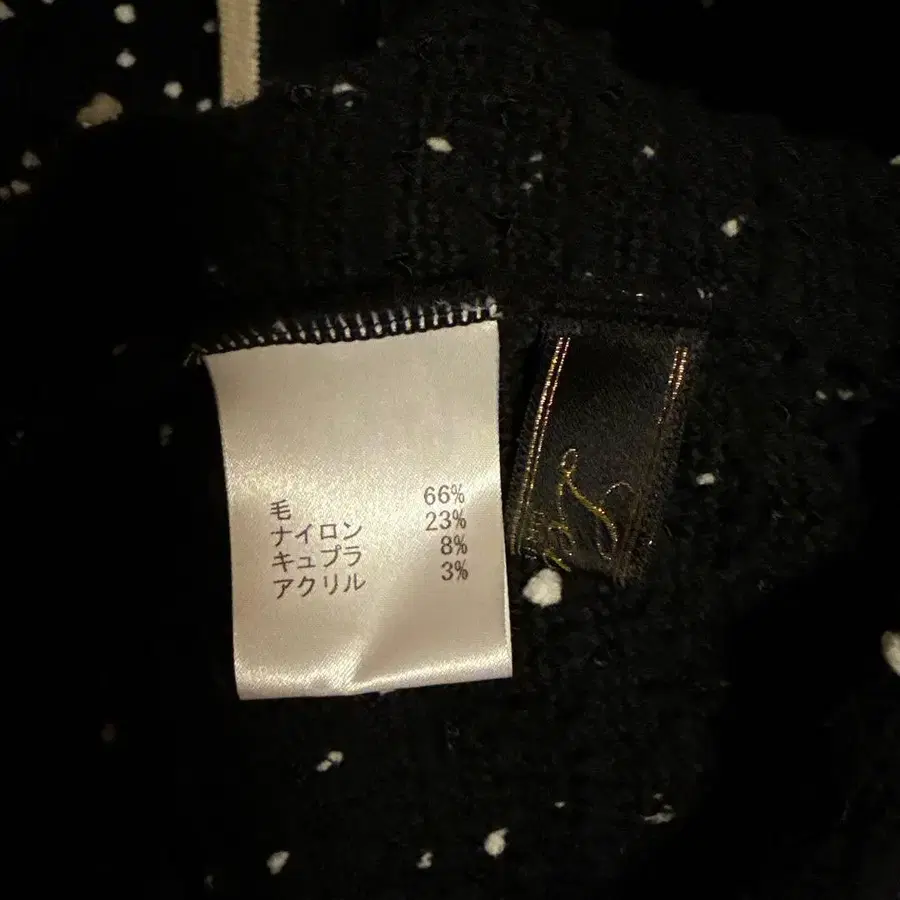 毛 66%
ナイロン 23%
キュプラ 8%
アクリル 3%